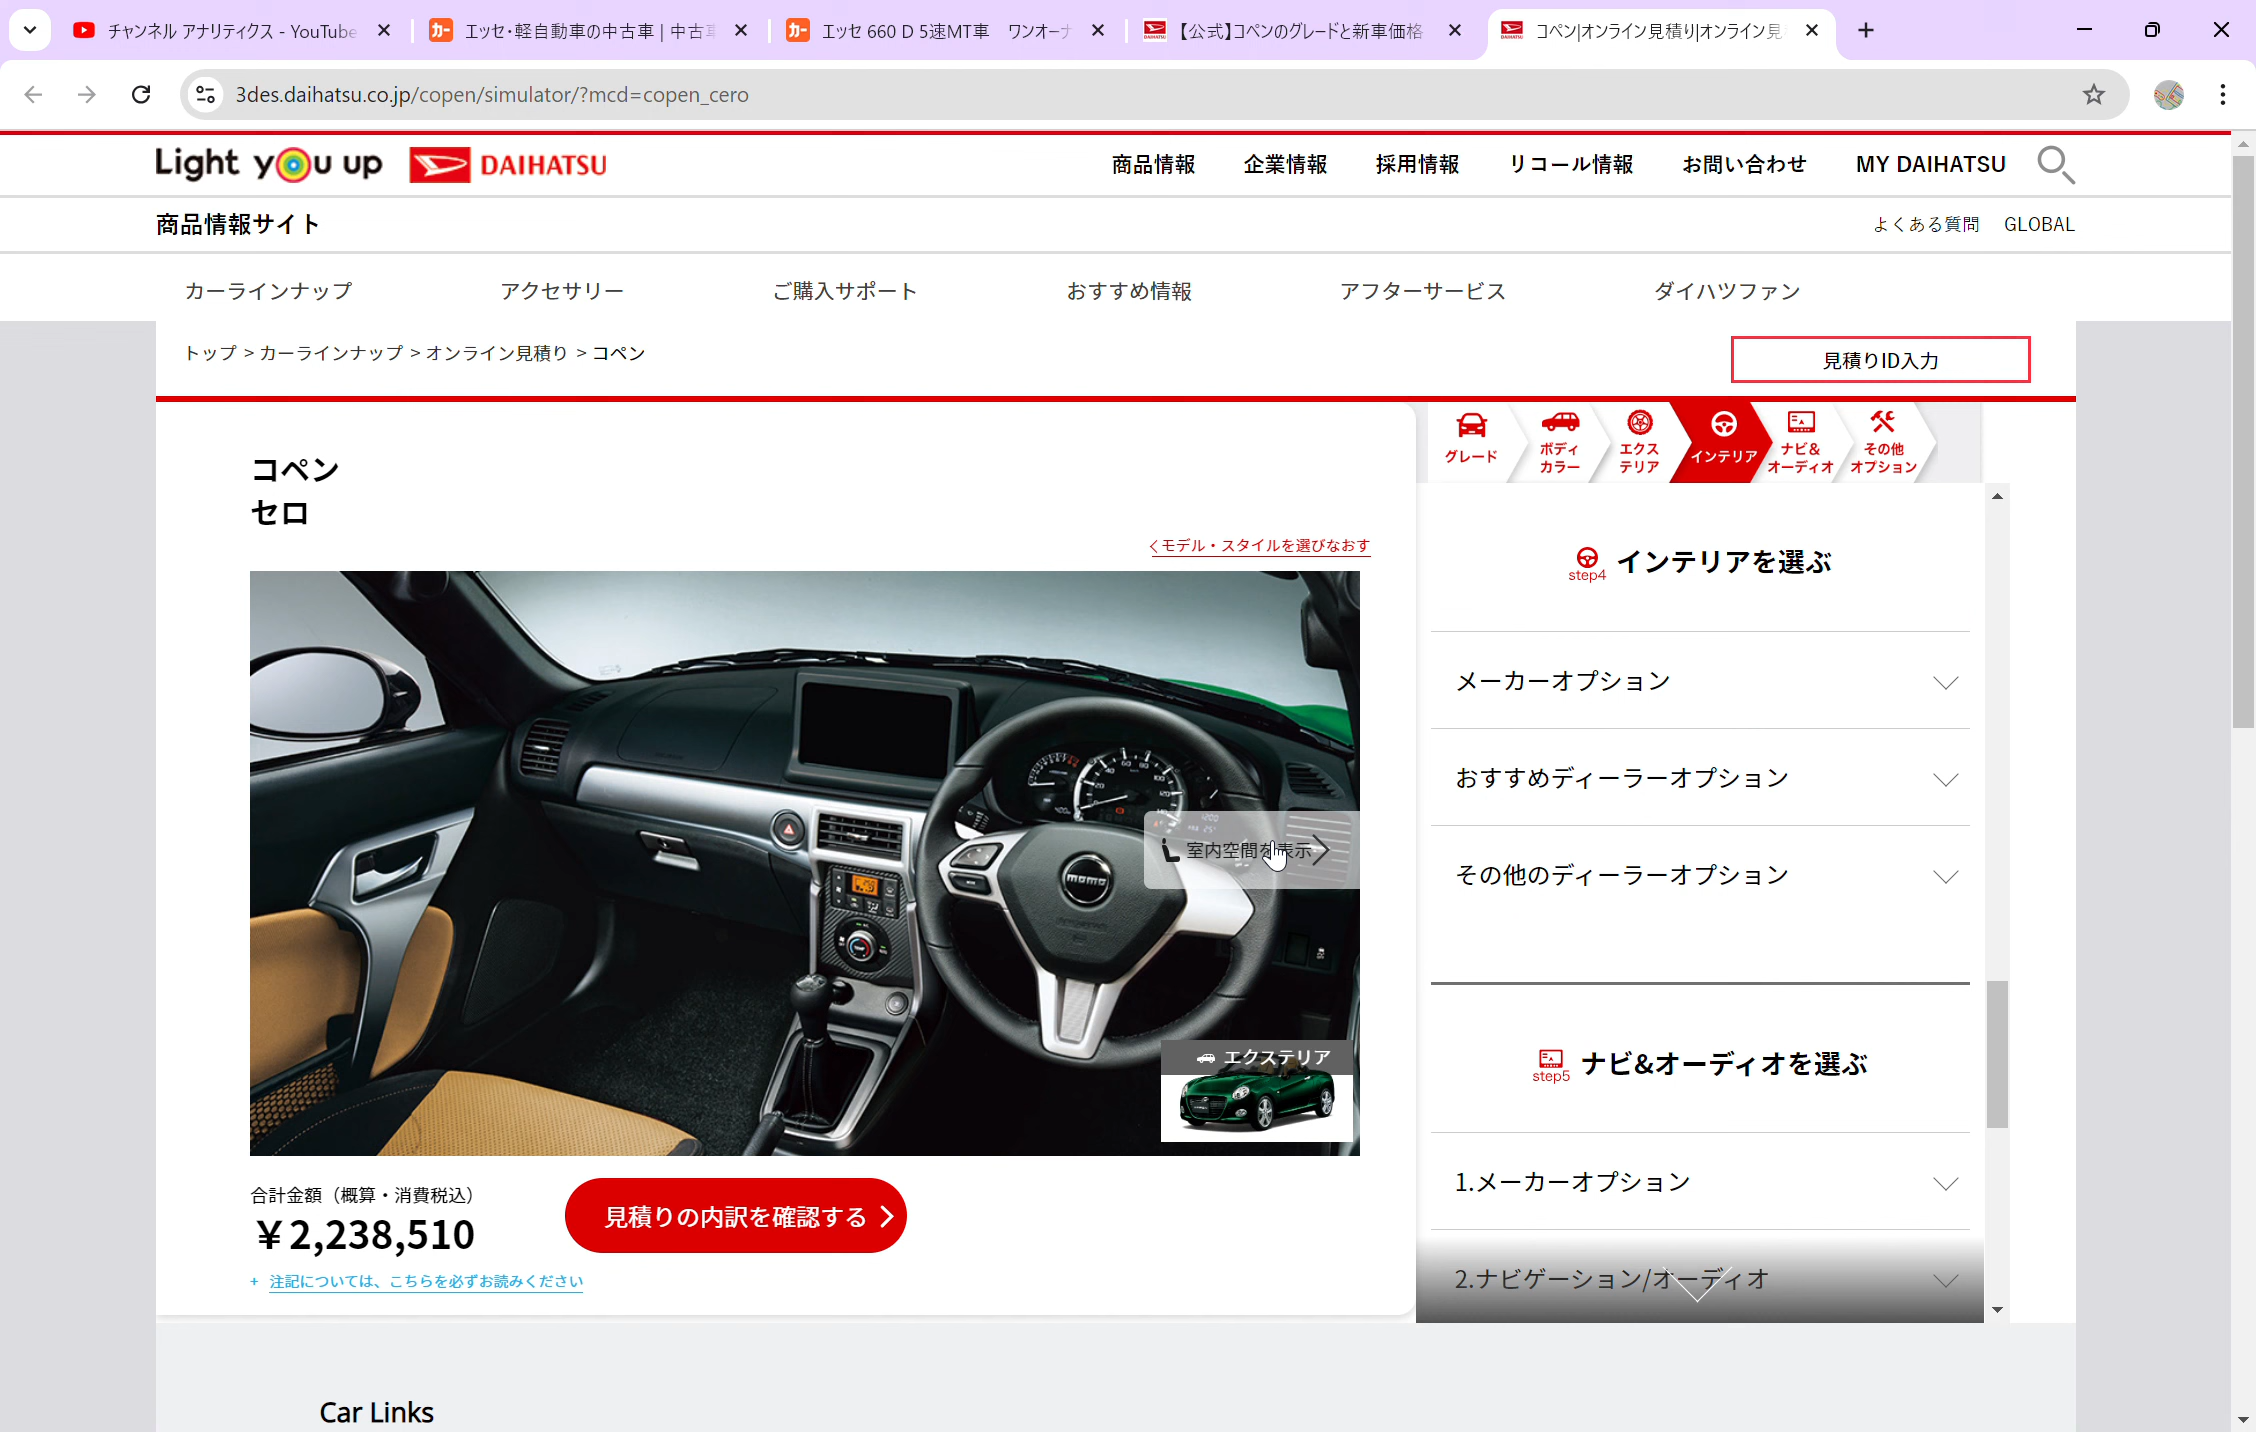 チャンネル アナリティクス - YouTube
エッセ・軽自動車の中古車 | 中古
エッセ 660 D 5速MT車　ワンオーナ
【公式】コペンのグレードと新車価格
コペン|オンライン見積り|オンライン見
3des.daihatsu.co.jp/copen/simulator/?mcd=copen_cero
Light you up DAIHATSU
商品情報 企業情報 採用情報 リコール情報 お問い合わせ MY DAIHATSU
商品情報サイト
よくある質問 GLOBAL
カーラインナップ アクセサリー ご購入サポート おすすめ情報 アフターサービス ダイハツファン
トップ > カーラインナップ > オンライン見積り > コペン
見積りID入力
コペン
セロ
モデル・スタイルを選びなおす
momo
室内空間を表示
エクステリア
合計金額（概算・消費税込）
¥2,238,510
見積りの内訳を確認する
+ 注記については、こちらを必ずお読みください
グレード
ボディ
カラー
エクス
テリア
インテリア
ナビ&
オーディオ
その他
オプション
step4 インテリアを選ぶ
メーカーオプション
おすすめディーラーオプション
その他のディーラーオプション
step5 ナビ&オーディオを選ぶ
1.メーカーオプション
2.ナビゲーション/オーディオ
Car Links